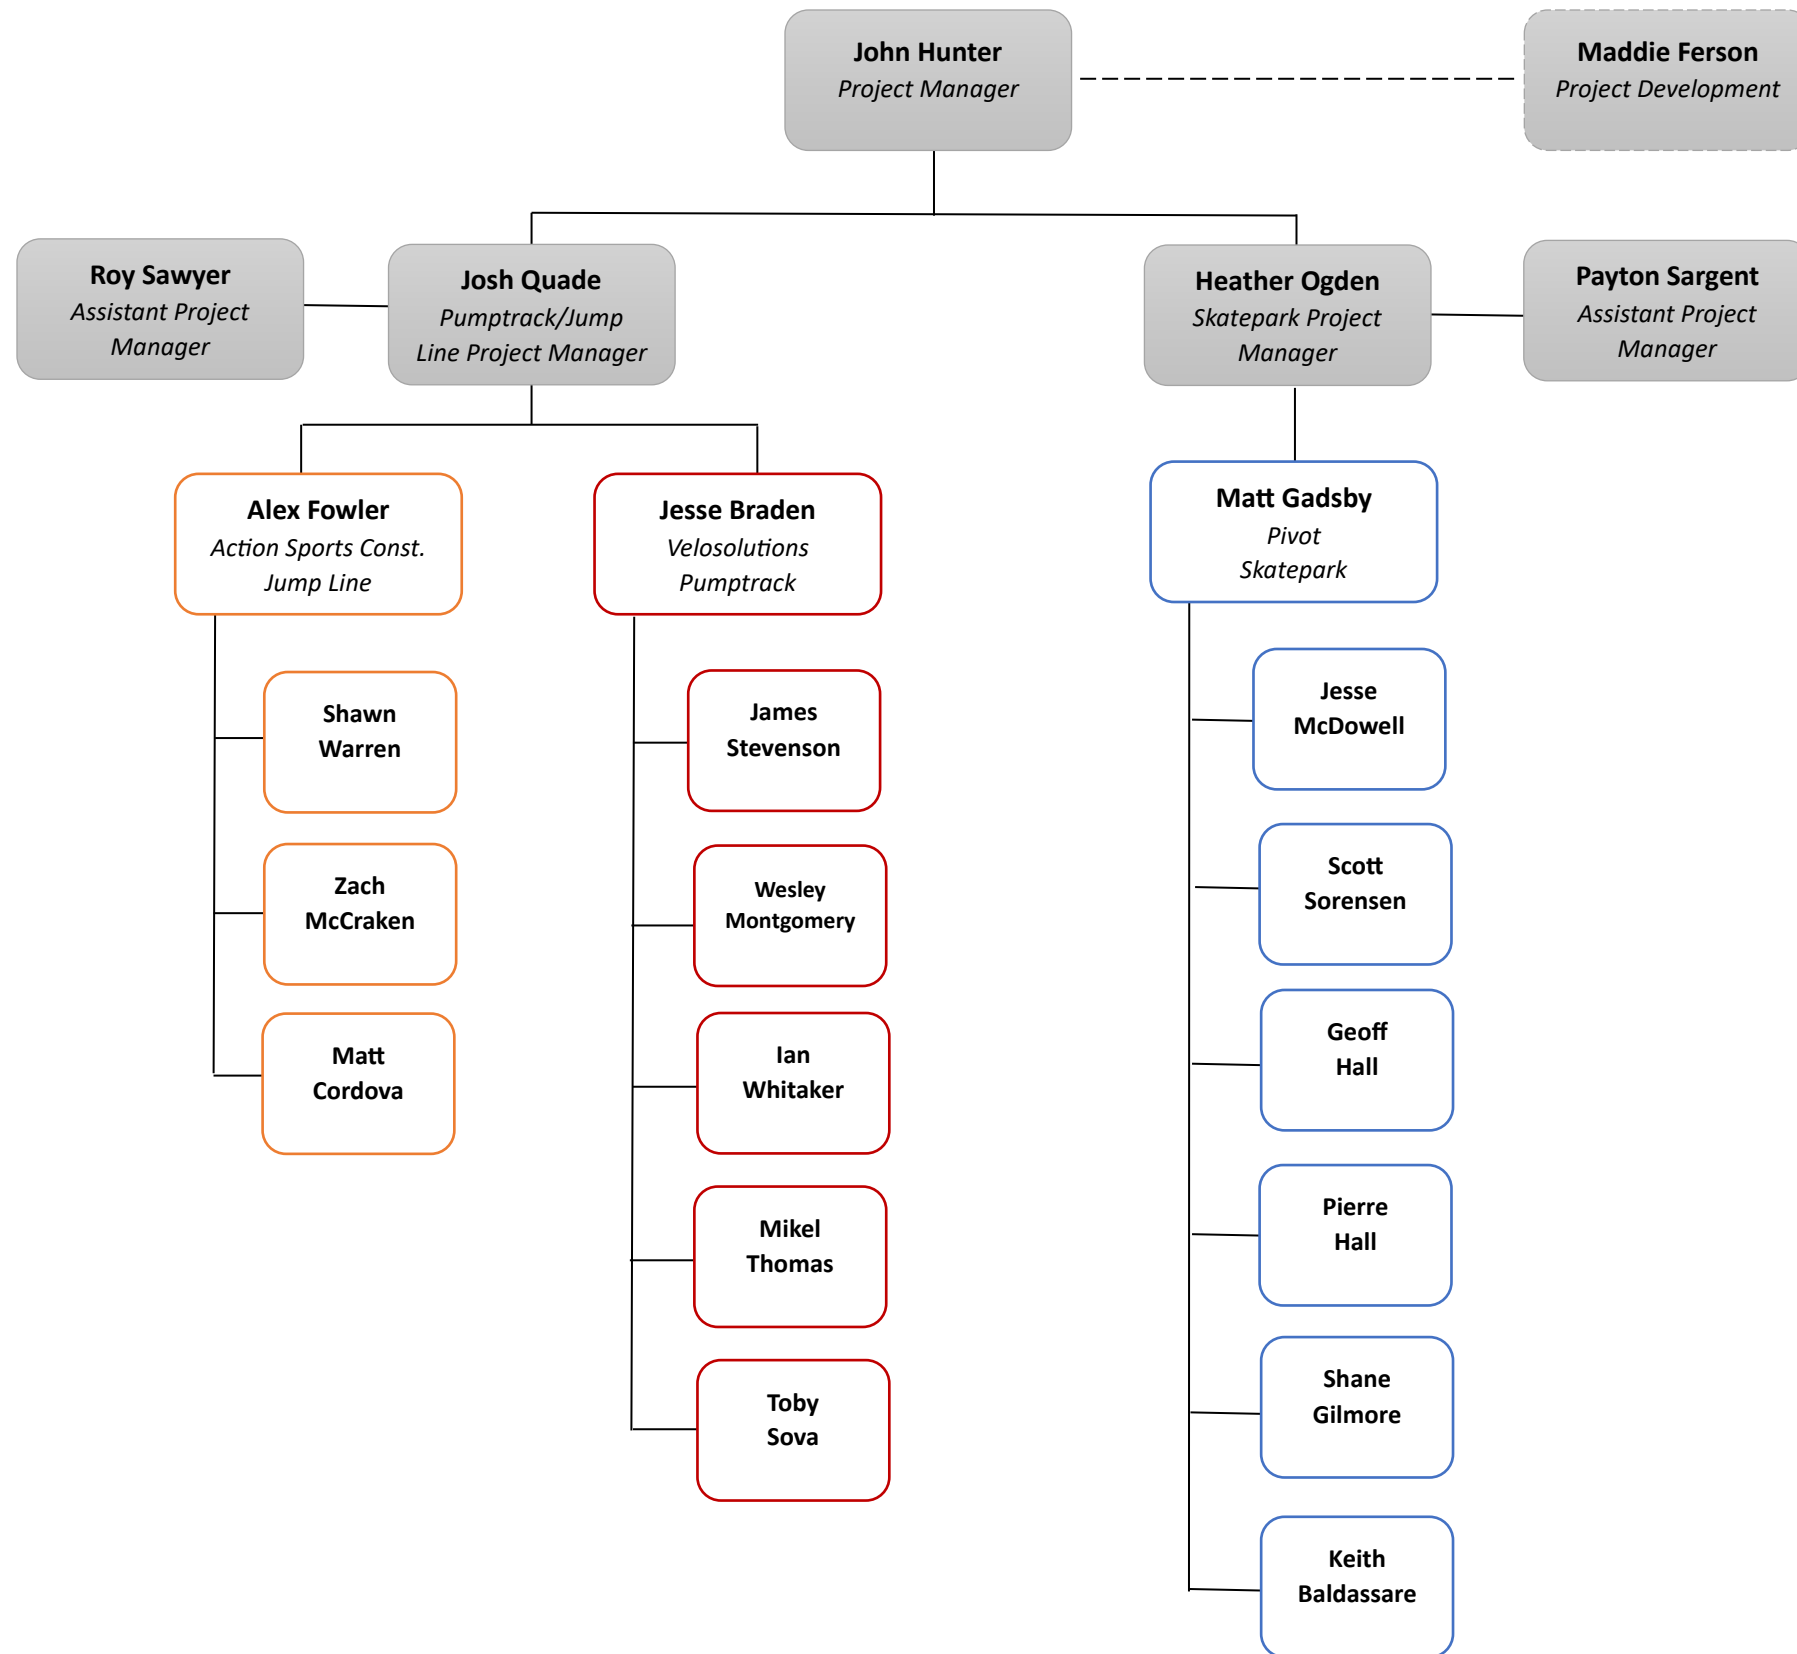 John Hunter
Project Manager
Maddie Ferson
Project Development
Roy Sawyer
Assistant Project
Manager
Josh Quade
Pumptrack/Jump
Line Project Manager
Heather Ogden
Skatepark Project
Manager
Payton Sargent
Assistant Project
Manager
Alex Fowler
Action Sports Const.
Jump Line
Jesse Braden
Velosolutions
Pumptrack
Matt Gadsby
Pivot
Skatepark
Shawn
Warren
Zach
McCraken
Matt
Cordova
James
Stevenson
Wesley
Montgomery
Ian
Whitaker
Mikel
Thomas
Toby
Sova
Jesse
McDowell
Scott
Sorensen
Geoff
Hall
Pierre
Hall
Shane
Gilmore
Keith
Baldassare